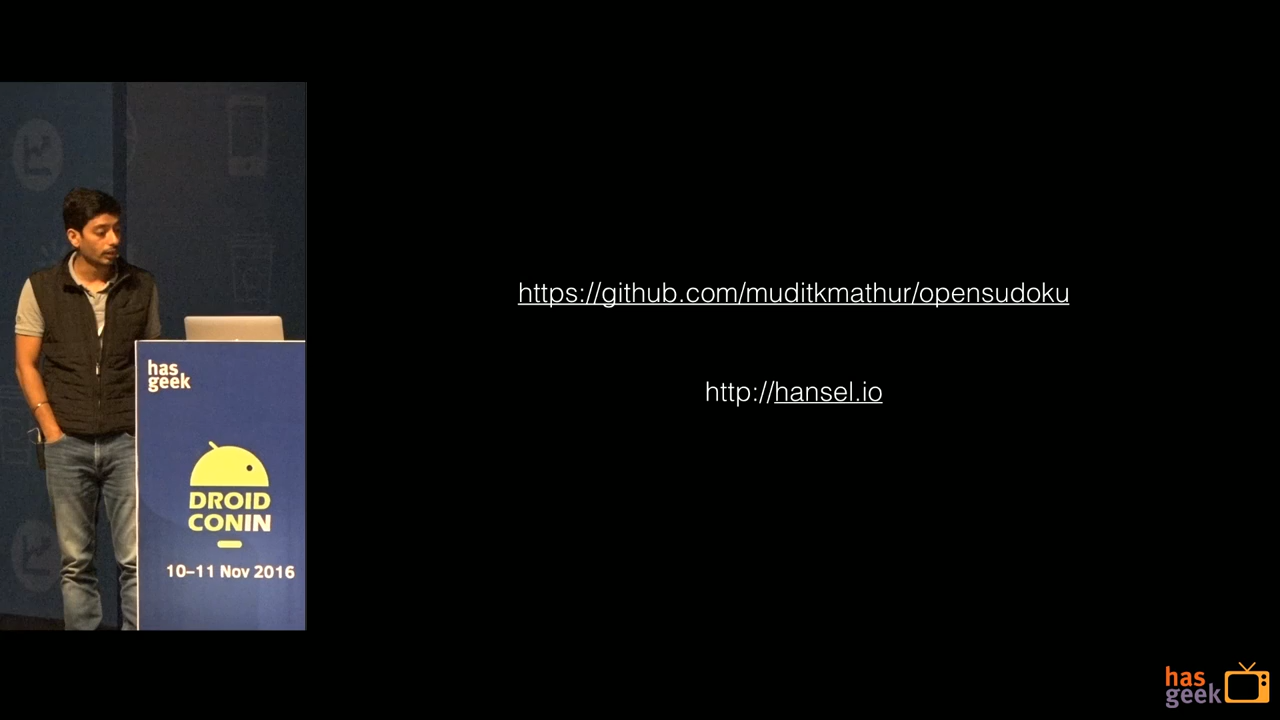 https://github.com/muditkmathur/opensudoku
http://hansel.io
has
geek
DROID
CONIN
10–11 Nov 2016
has
geek